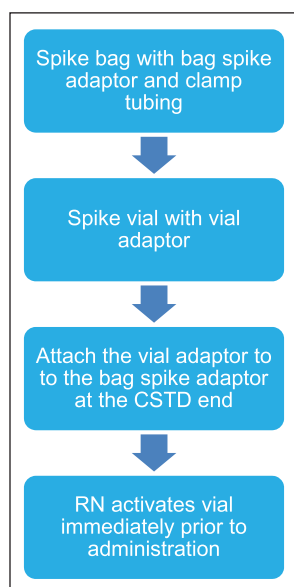 Spike bag with bag spike
adaptor and clamp
tubing
Spike vial with vial
adaptor
Attach the vial adaptor to
to the bag spike adaptor
at the CSTD end
RN activates vial
immediately prior to
administration